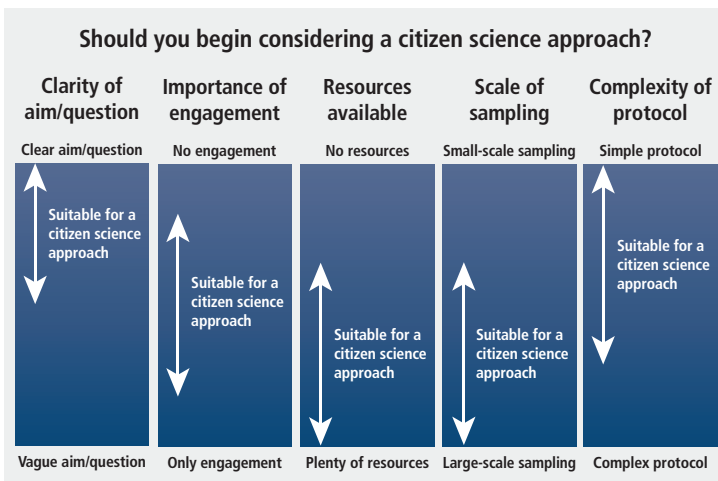 Should you begin considering a citizen science approach?
Clarity of
aim/question
Importance of
engagement
Resources
available
Scale of
sampling
Complexity of
protocol
Clear aim/question
No engagement
No resources
Small-scale sampling
Simple protocol
Suitable for a
citizen science
approach
Suitable for a
citizen science
approach
Suitable for a
citizen science
approach
Suitable for a
citizen science
approach
Suitable for a
citizen science
approach
Vague aim/question
Only engagement
Plenty of resources
Large-scale sampling
Complex protocol